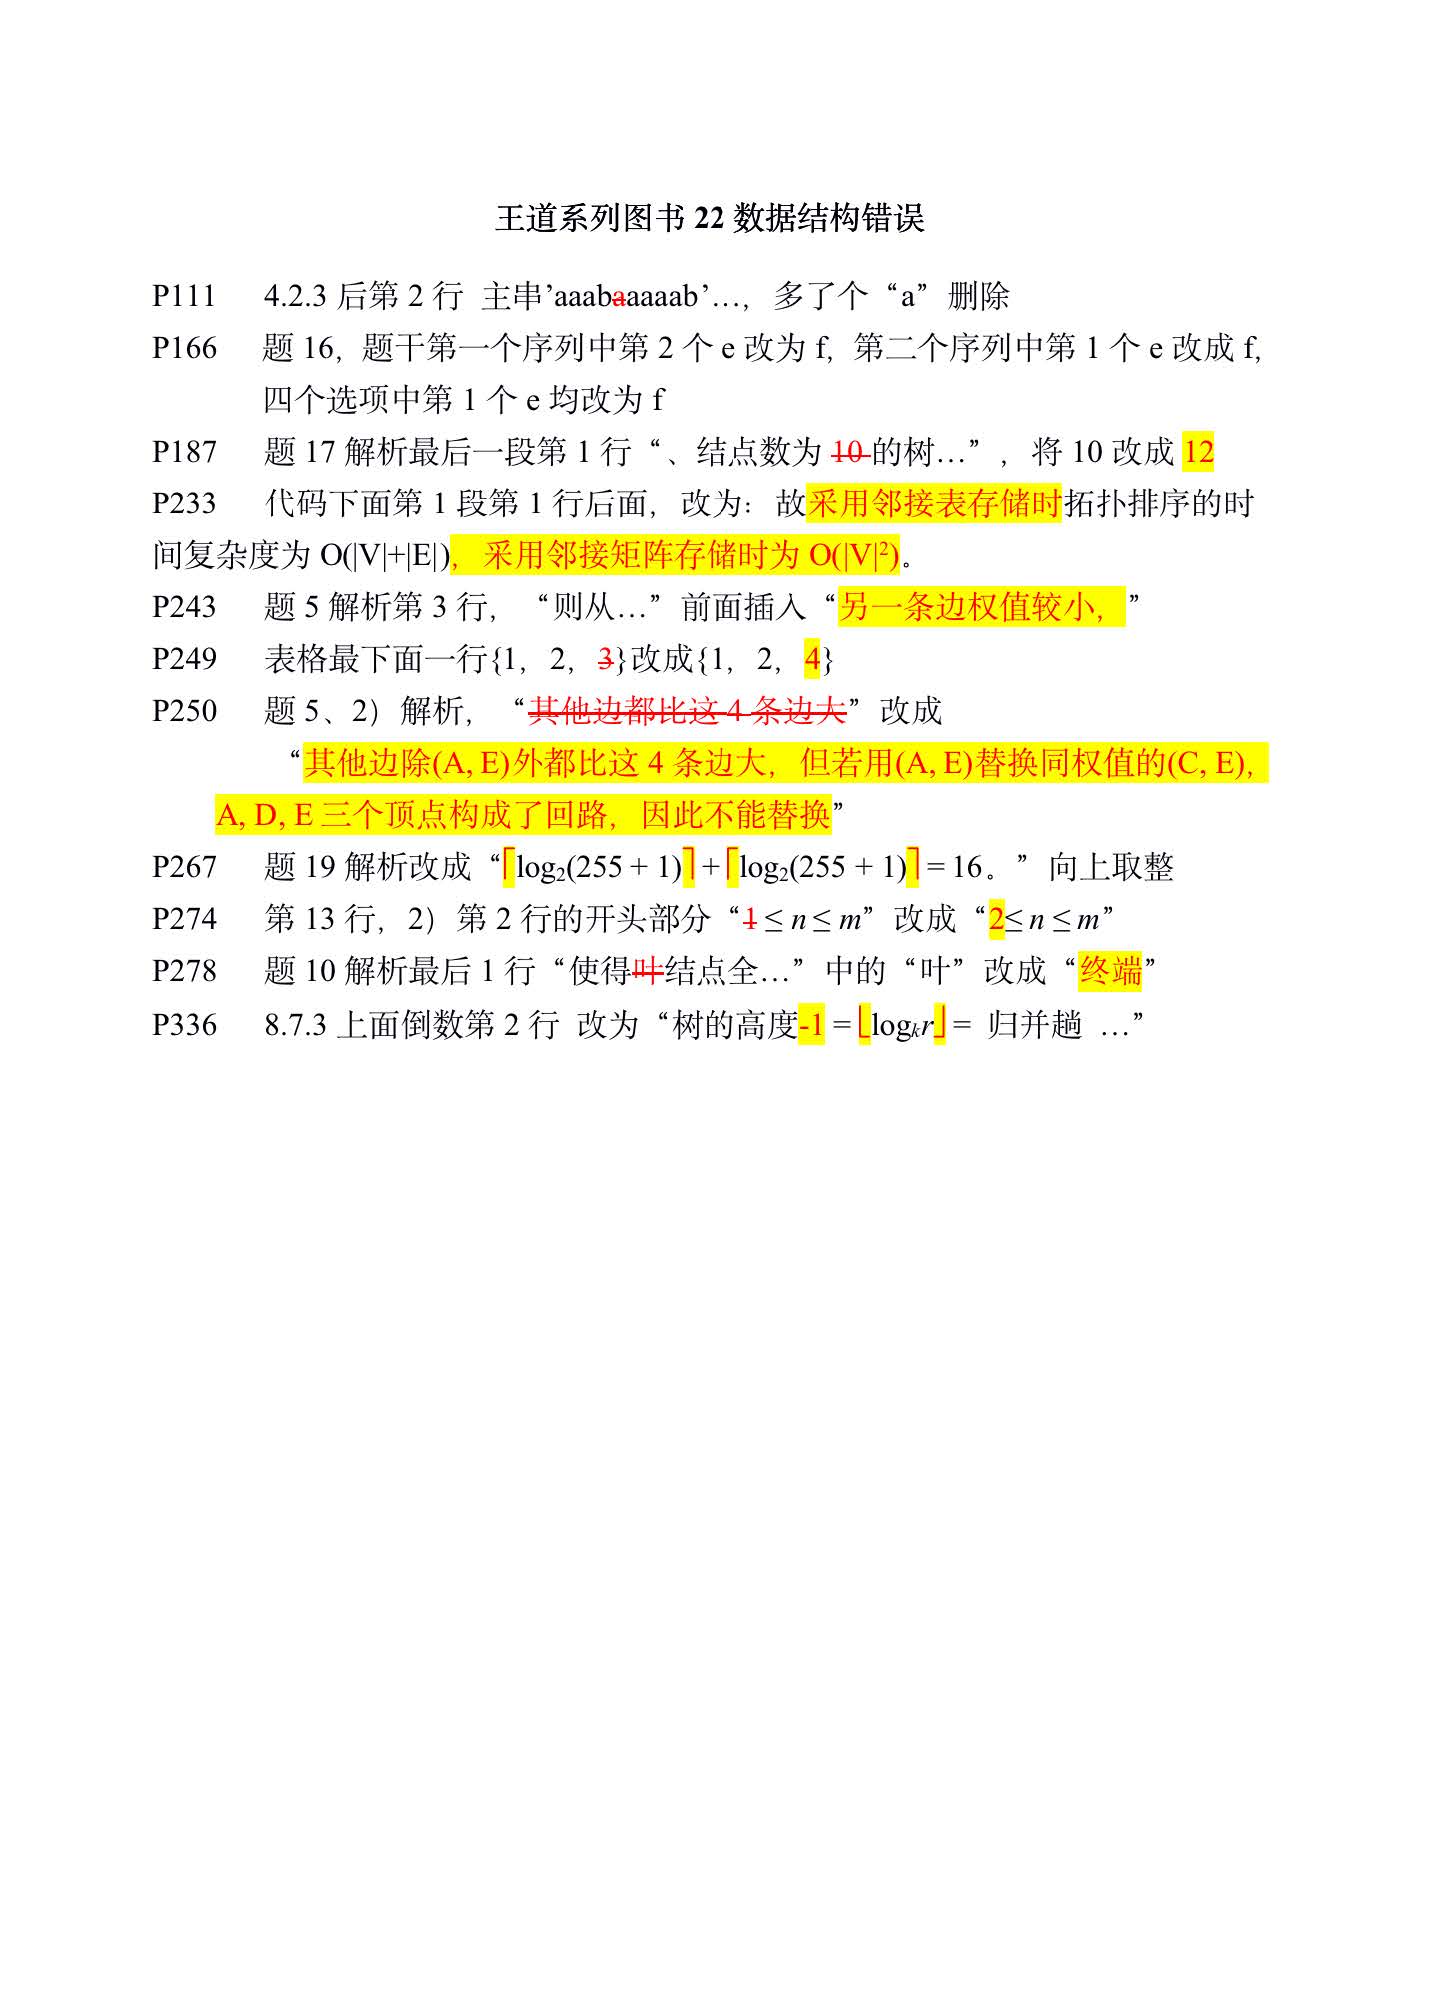 王道系列图书 22 数据结构错误
P111 4.2.3 后第 2 行 主串’aaabaaaaab’…，多了个“a”删除
P166 题 16，题干第一个序列中第 2 个 e 改为 f，第二个序列中第 1 个 e 改成 f，
四个选项中第 1 个 e 均改为 f
P187 题 17 解析最后一段第 1 行“、结点数为 10 的树…”，将 10 改成 12
P233 代码下面第 1 段第 1 行后面，改为：故采用邻接表存储时拓扑排序的时
间复杂度为 O(|V|+|E|)，采用邻接矩阵存储时为 O(|V|²)。
P243 题 5 解析第 3 行，“则从…”前面插入“另一条边权值较小，”
P249 表格最下面一行{1，2，3}改成{1，2，4}
P250 题 5、2）解析，“其他边都比这 4 条边大”改成
“其他边除(A, E)外都比这 4 条边大，但若用(A, E)替换同权值的(C, E)，
A, D, E 三个顶点构成了回路，因此不能替换”
P267 题 19 解析改成“⌈log₂(255 + 1)⌉ + ⌈log₂(255 + 1)⌉ = 16。”向上取整
P274 第 13 行，2）第 2 行的开头部分“1 ≤ n ≤ m”改成“2≤ n ≤ m”
P278 题 10 解析最后 1 行“使得叶结点全…”中的“叶”改成“终端”
P336 8.7.3 上面倒数第 2 行 改为“树的高度-1 = ⌊logₖr⌋ = 归并趟 …”